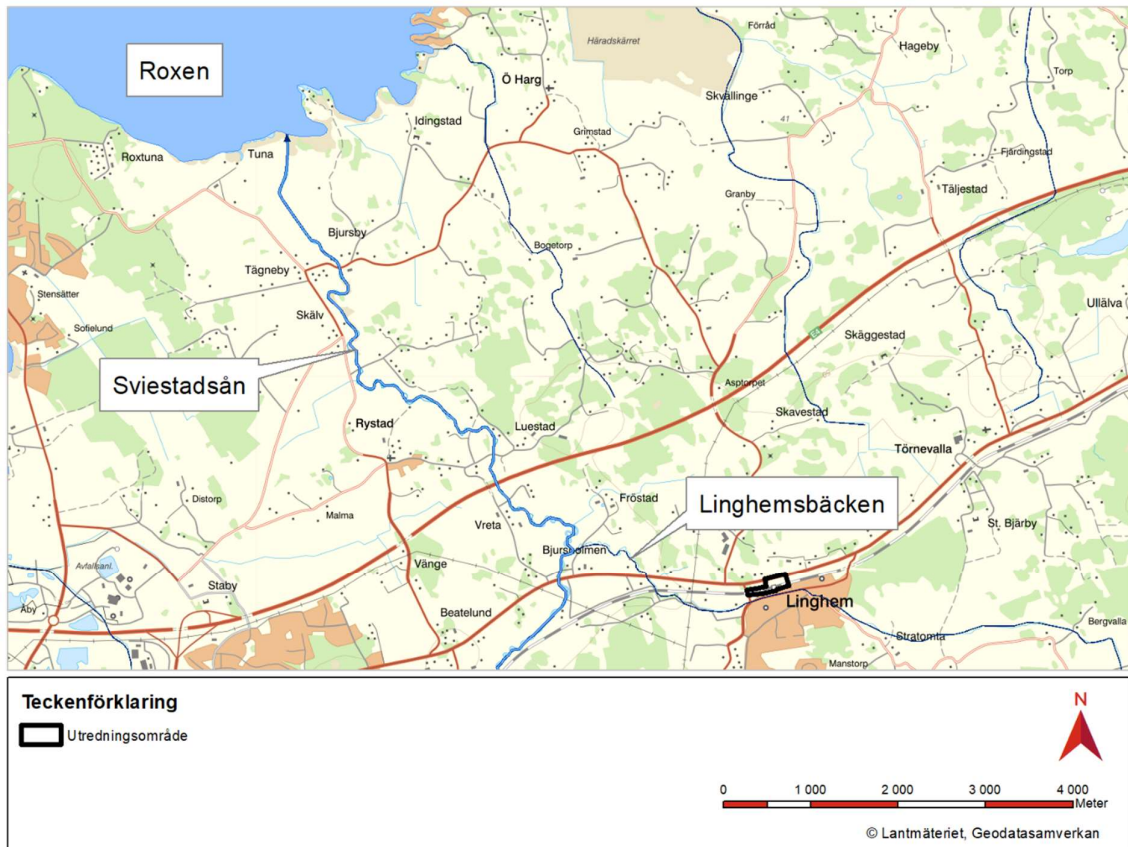 Roxen
Häradskärret
Förråd
Hageby
Torp
Ö Harg
Skvällinge
Idingstad
Grimstad
41
Fjärdingstad
Roxtuna
Tuna
Täljestad
Granby
Bjursby
Bogetorp
Tägneby
Stensätter
Ullälva
Skälv
Sofielund
E4
Skäggestad
Sviestadsån
Asptorpet
Skavestad
Rystad
Luestad
Törnevalla
Distorp
Fröstad
Linghemsbäcken
Malma
Vreta
St. Bjärby
Bjursholmen
Avfallsanl.
Vänge
Staby
Åby
Beatelund
Linghem
Bergvalla
Stratomta
Manstorp
Teckenförklaring
Utredningsområde
N
0 1 000 2 000 3 000 4 000
Meter
© Lantmäteriet, Geodatasamverkan